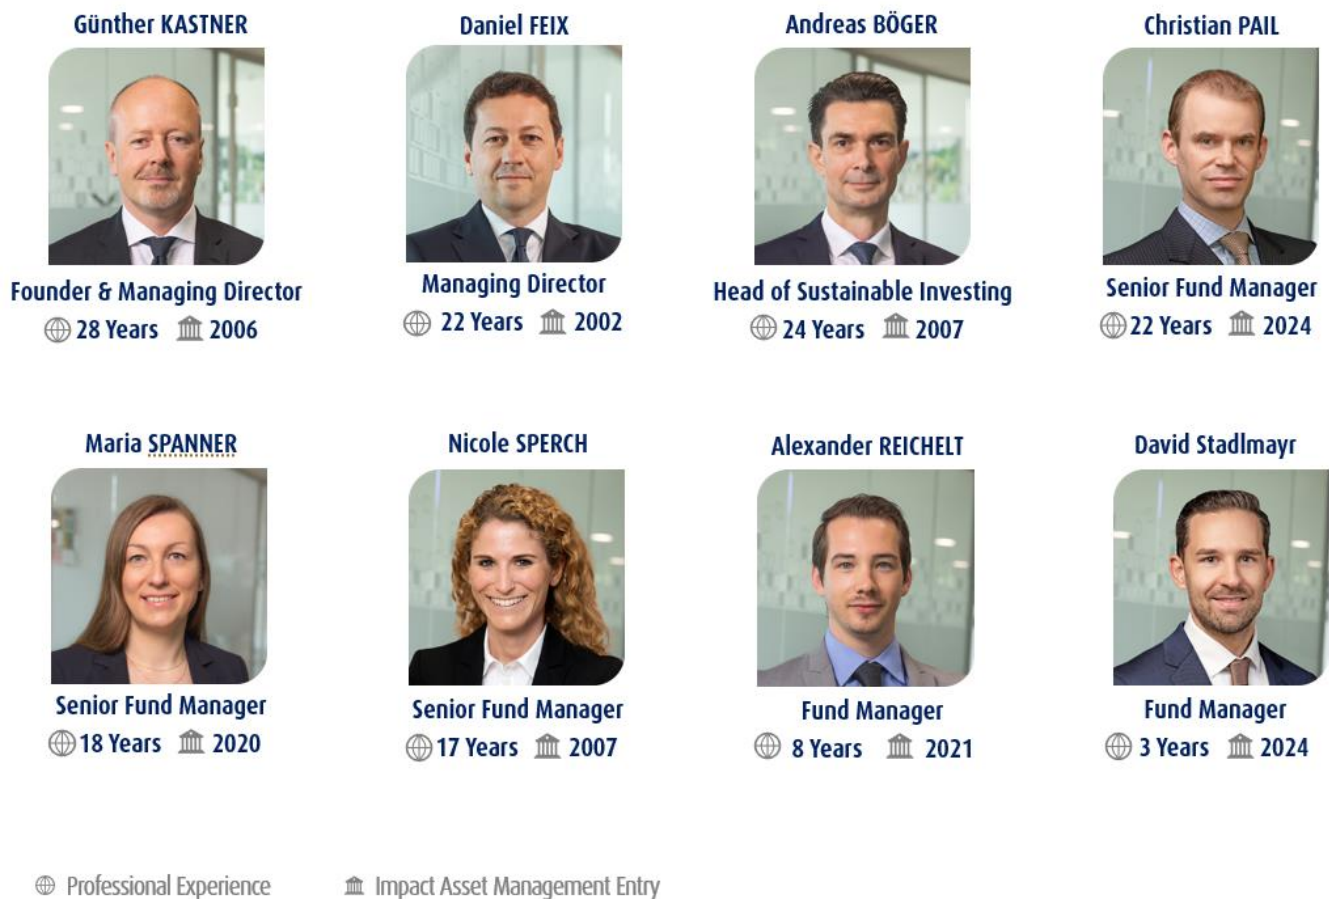 Günther KASTNER
Daniel FEIX
Andreas BÖGER
Christian PAIL
Founder & Managing Director
Managing Director
Head of Sustainable Investing
Senior Fund Manager
28 Years 2006
22 Years 2002
24 Years 2007
22 Years 2024
Maria SPANNER
Nicole SPERCH
Alexander REICHELT
David Stadlmayr
Senior Fund Manager
Senior Fund Manager
Fund Manager
Fund Manager
18 Years 2020
17 Years 2007
8 Years 2021
3 Years 2024
Professional Experience
Impact Asset Management Entry